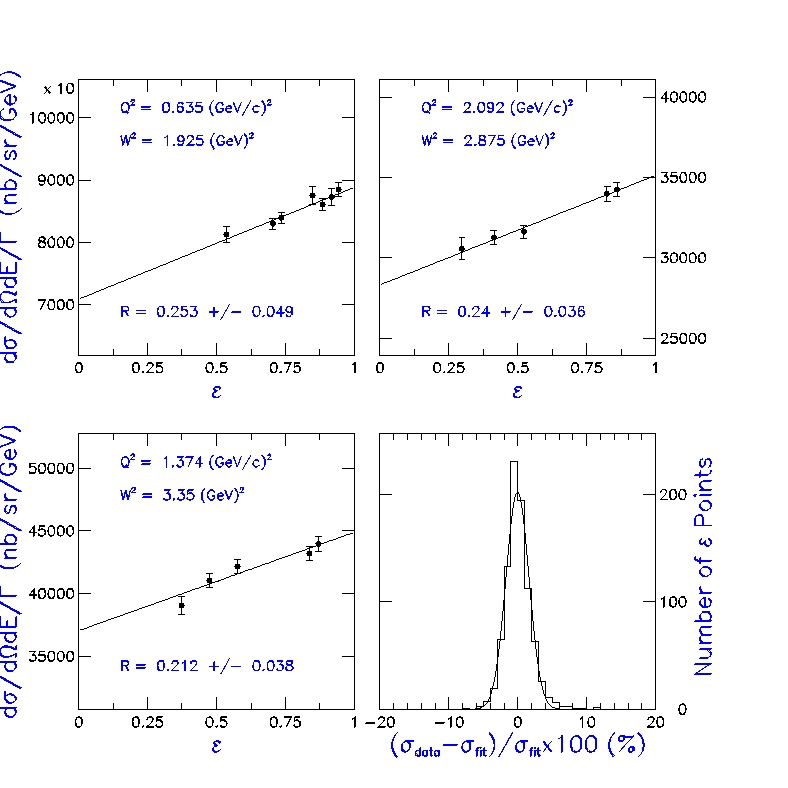 x 10
10000
9000
8000
7000
Q² = 0.635 (GeV/c)²
W² = 1.925 (GeV)²
R = 0.253 +/− 0.049
0 0.25 0.5 0.75 1
ε
dσ/dΩdE/Γ (nb/sr/GeV)
Q² = 2.092 (GeV/c)²
W² = 2.875 (GeV)²
R = 0.24 +/− 0.036
40000
35000
30000
25000
0 0.25 0.5 0.75 1
ε
50000
45000
40000
35000
Q² = 1.374 (GeV/c)²
W² = 3.35 (GeV)²
R = 0.212 +/− 0.038
0 0.25 0.5 0.75 1
ε
dσ/dΩdE/Γ (nb/sr/GeV)
200
100
0
Number of ε Points
−20 −10 0 10 20
(σdata−σfit)/σfitx100 (%)